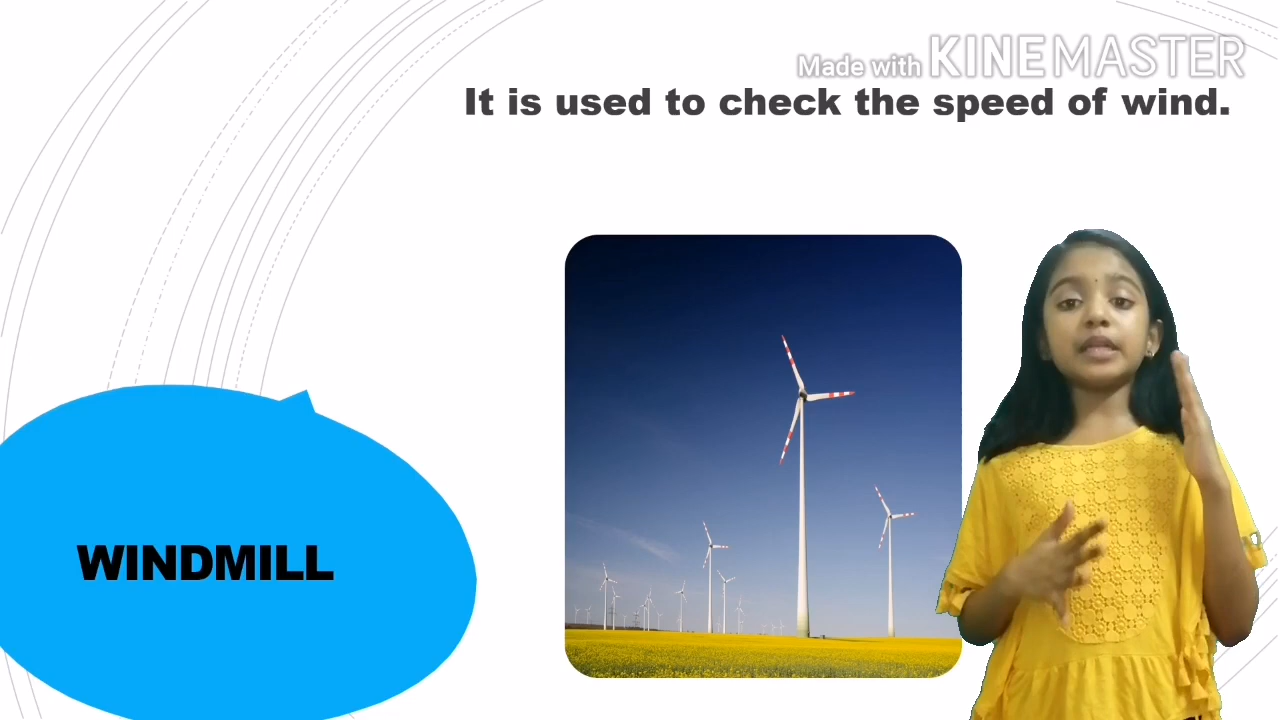 Made with KINEMASTER
It is used to check the speed of wind.
WINDMILL